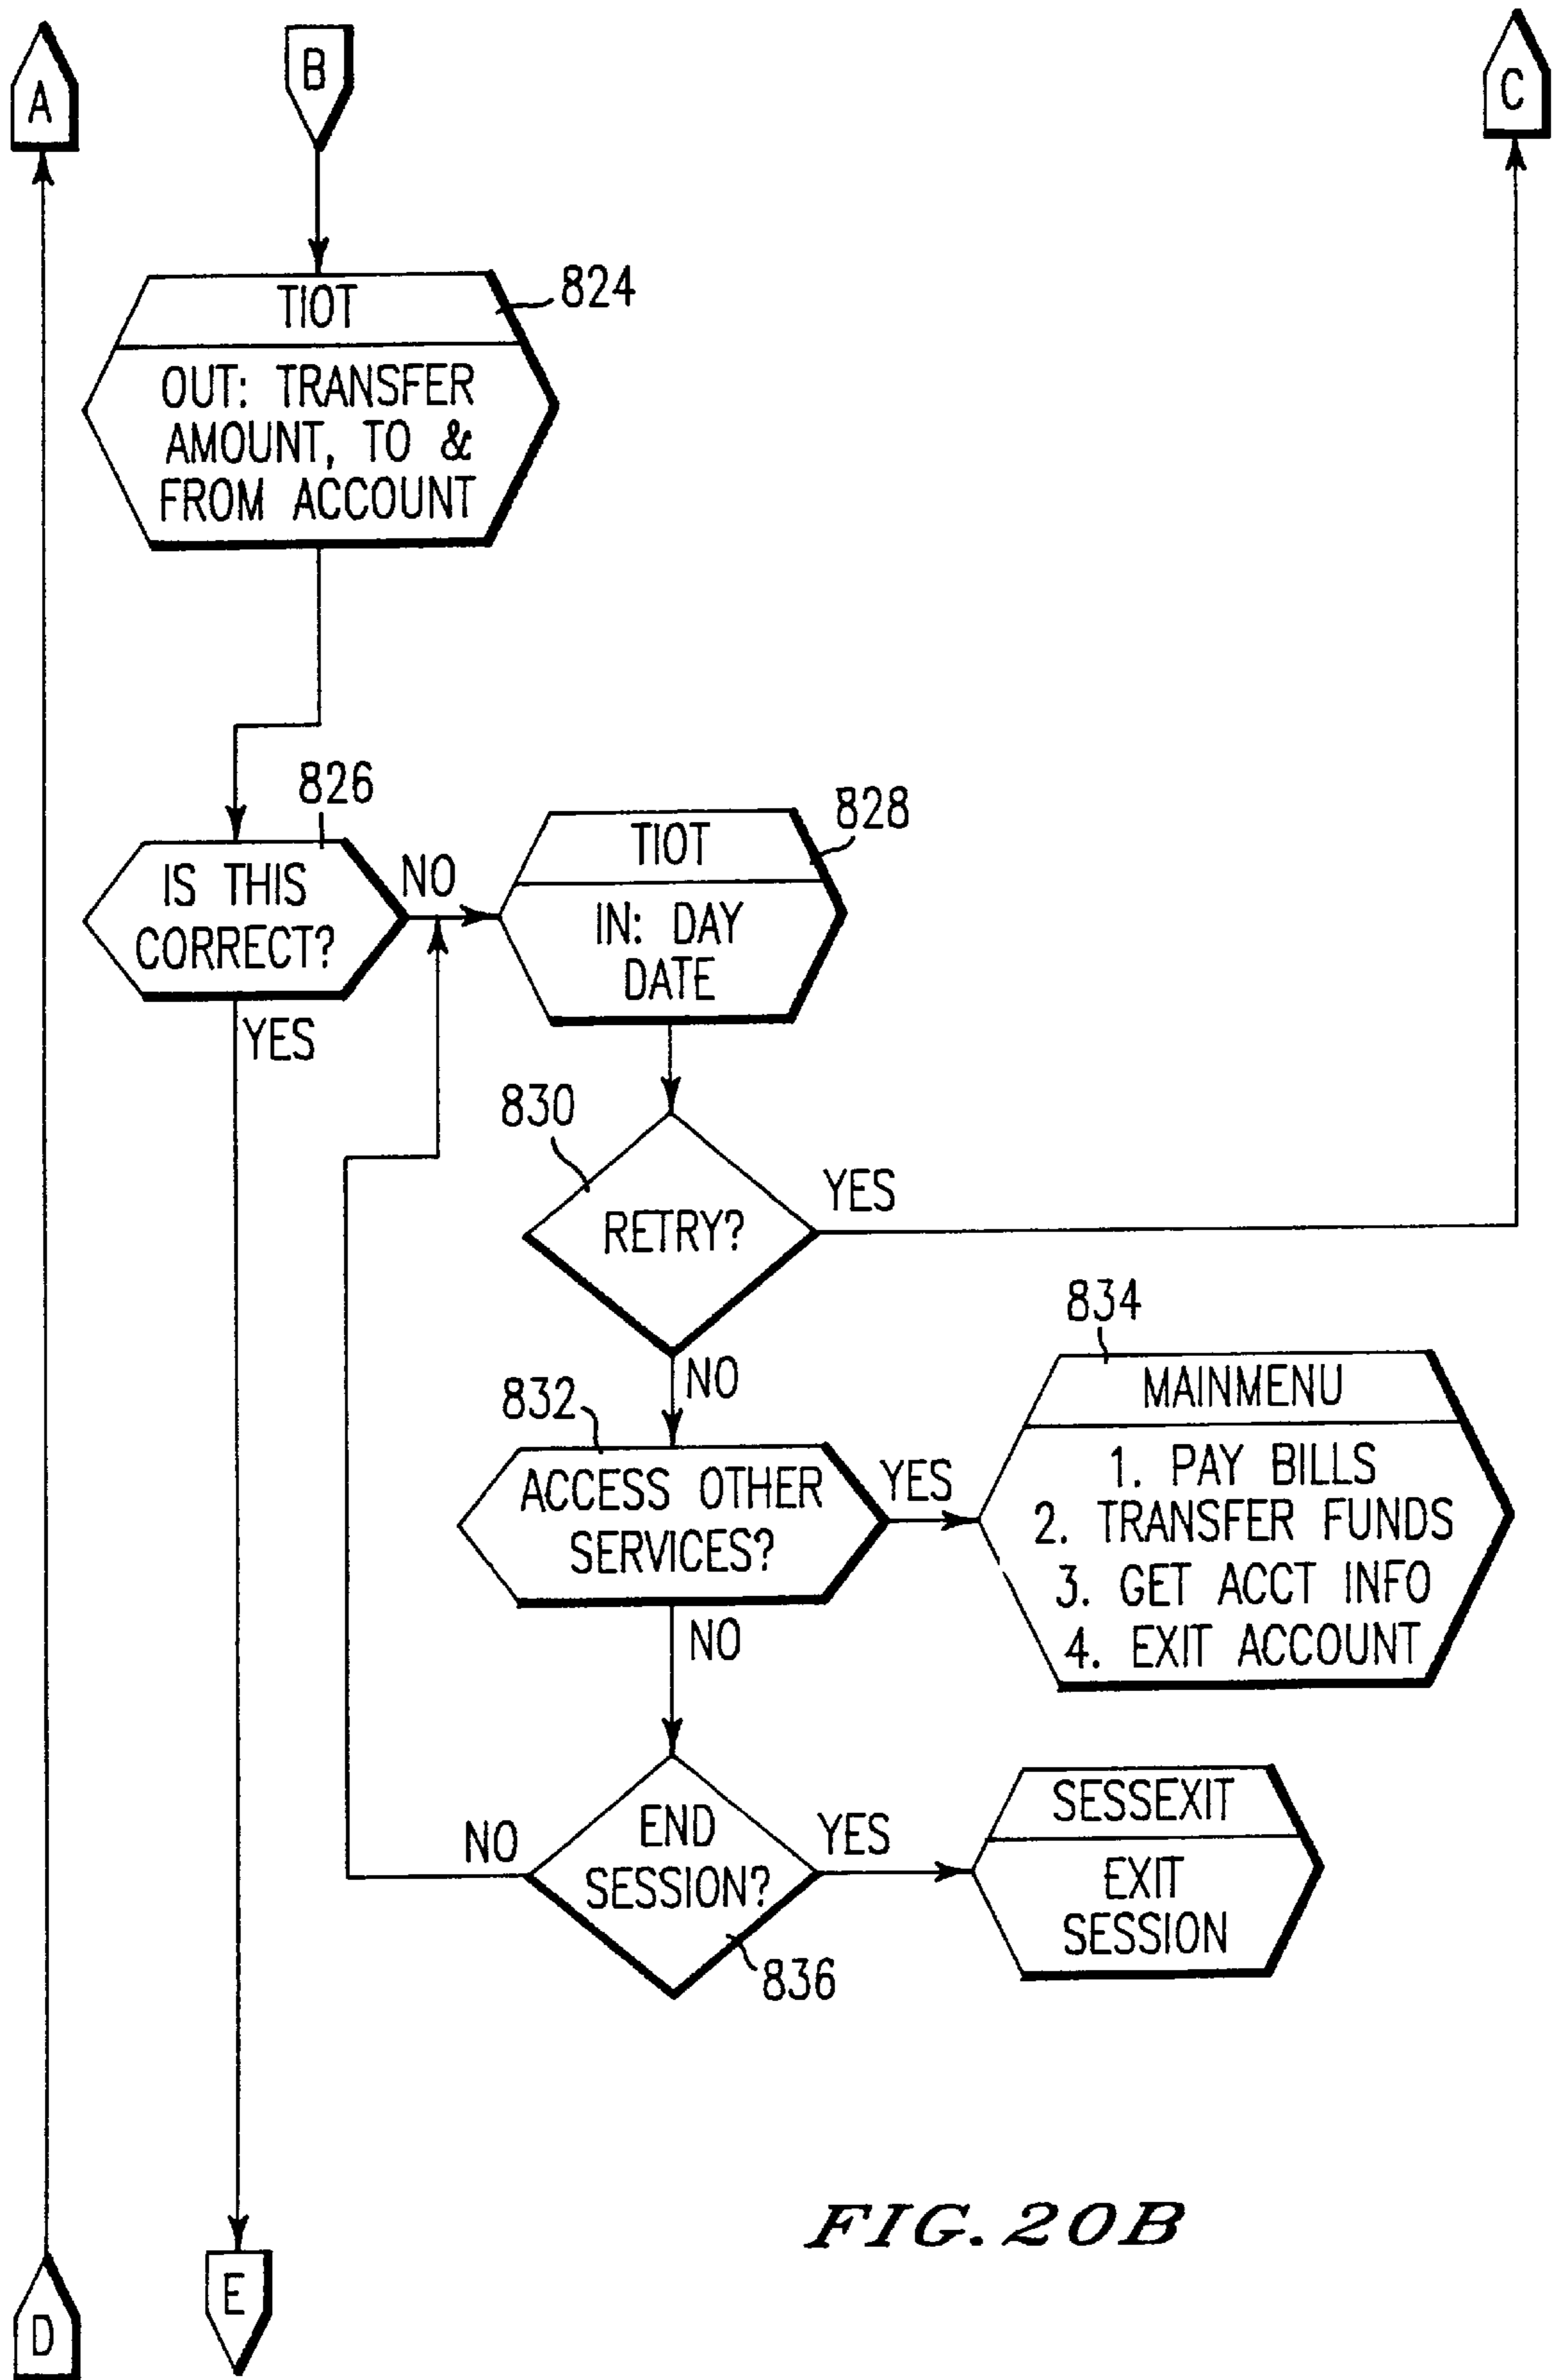 A
B
C
TIOT
824
OUT: TRANSFER
AMOUNT, TO &
FROM ACCOUNT
826
IS THIS
CORRECT?
NO
YES
TIOT
828
IN: DAY
DATE
830
RETRY?
YES
NO
832
ACCESS OTHER
SERVICES?
YES
NO
834
MAINMENU
1. PAY BILLS
2. TRANSFER FUNDS
3. GET ACCT INFO
4. EXIT ACCOUNT
END
SESSION?
NO
YES
836
SESSEXIT
EXIT
SESSION
D
E
FIG. 20B